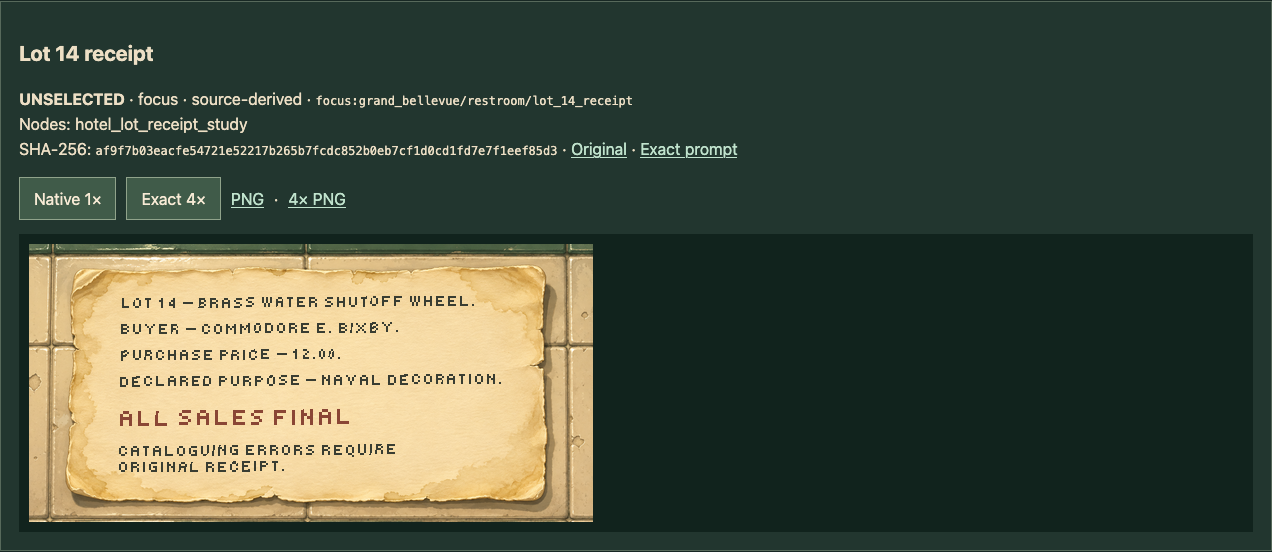 Lot 14 receipt
UNSELECTED · focus · source-derived · focus:grand_bellevue/restroom/lot_14_receipt
Nodes: hotel_lot_receipt_study
SHA-256: af9f7b03eacfe54721e52217b265b7fcdc852b0eb7cf1d0cd1fd7e7f1eef85d3 · Original · Exact prompt
Native 1× Exact 4× PNG · 4× PNG
LOT 14 — BRASS WATER SHUTOFF WHEEL.
BUYER — COMMODORE E. BIXBY.
PURCHASE PRICE — 12.00.
DECLARED PURPOSE — NAVAL DECORATION.
ALL SALES FINAL
CATALOGUING ERRORS REQUIRE
ORIGINAL RECEIPT.